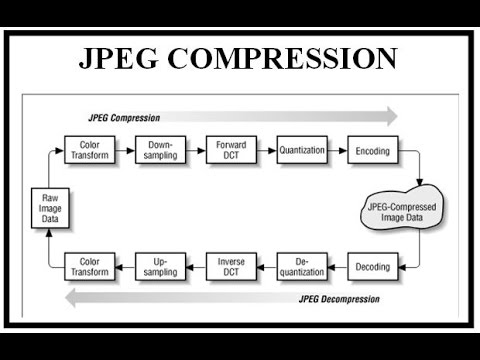 JPEG COMPRESSION
JPEG Compression
Color
Transform
Down-
sampling
Forward
DCT
Quantization
Encoding
Raw
Image
Data
JPEG-Compressed
Image Data
Color
Transform
Up-
sampling
Inverse
DCT
De-
quantization
Decoding
JPEG Decompression